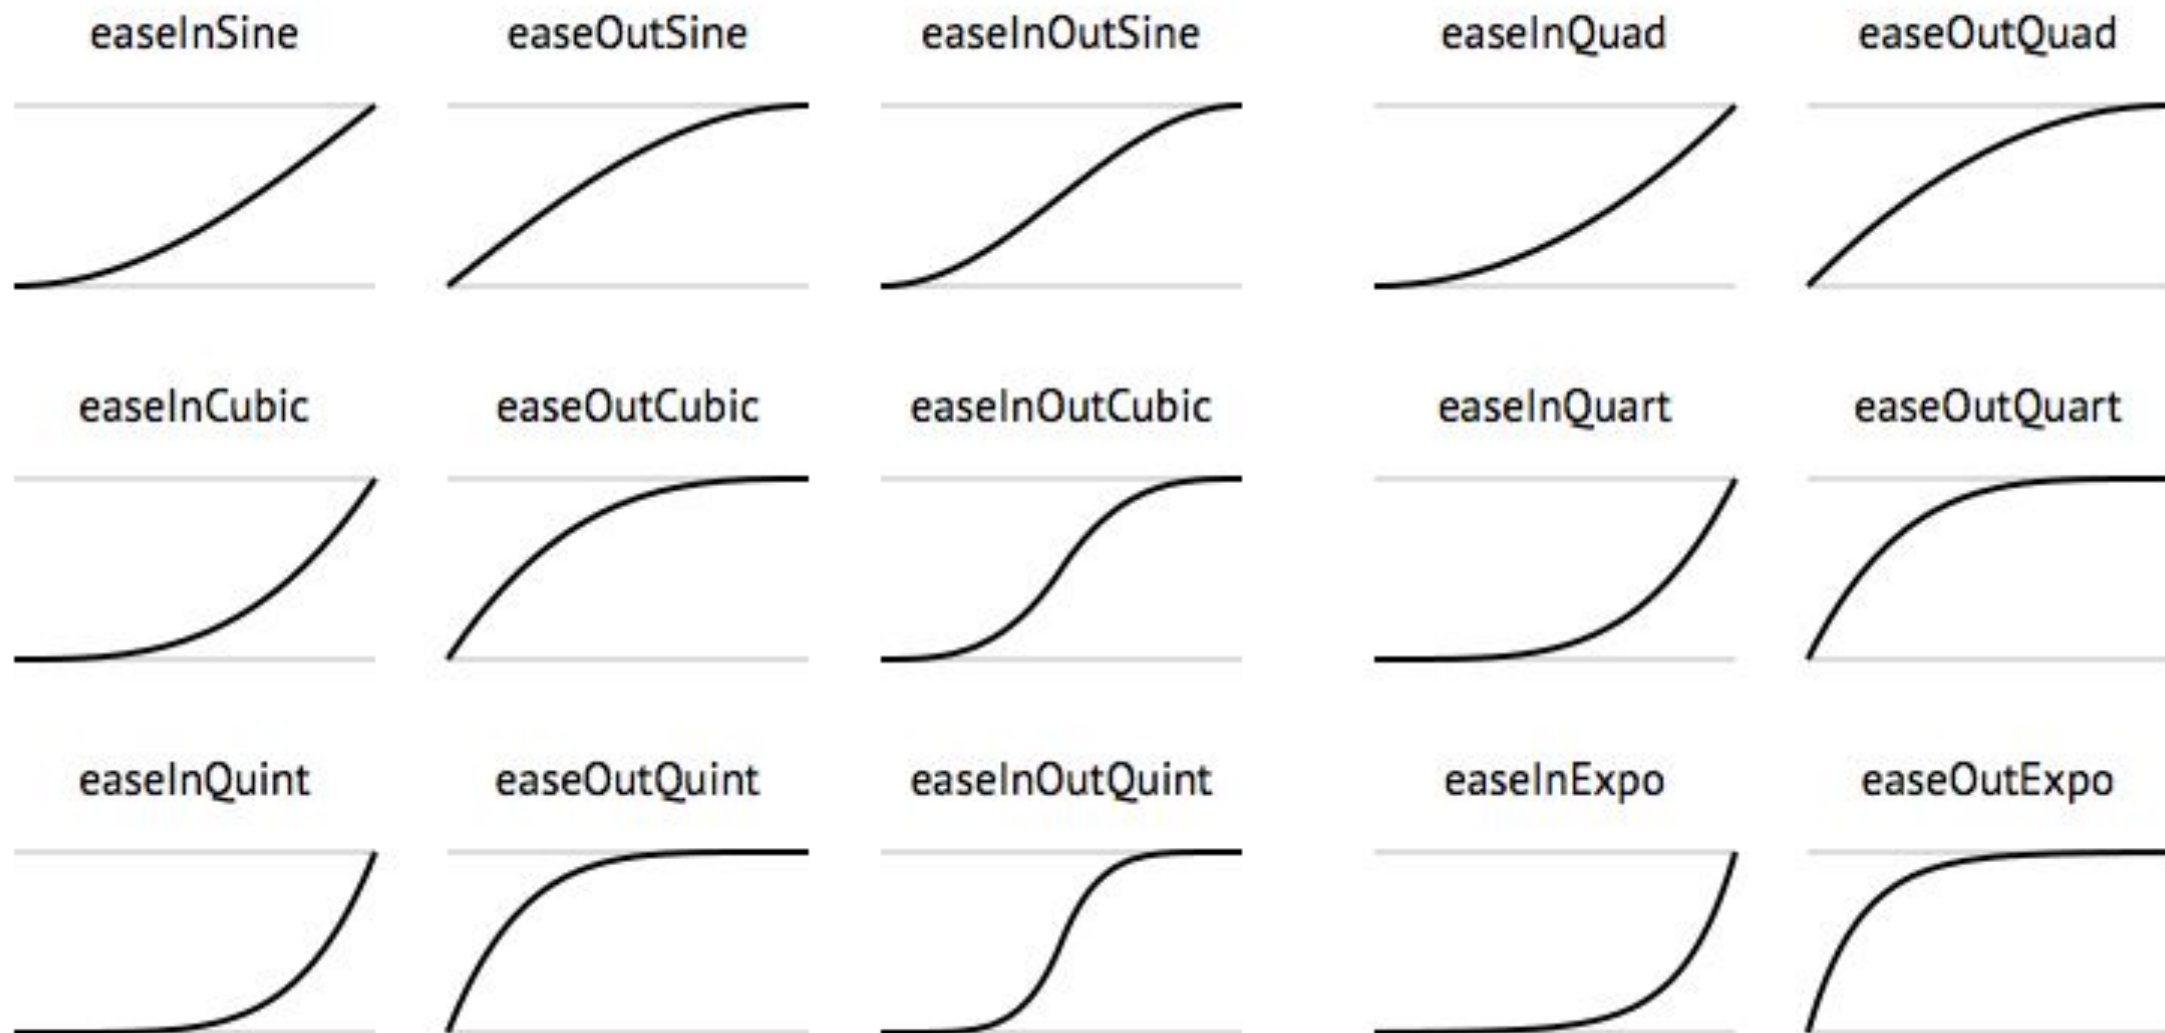 easeInSine
easeOutSine
easeInOutSine
easeInQuad
easeOutQuad
easeInCubic
easeOutCubic
easeInOutCubic
easeInQuart
easeOutQuart
easeInQuint
easeOutQuint
easeInOutQuint
easeInExpo
easeOutExpo